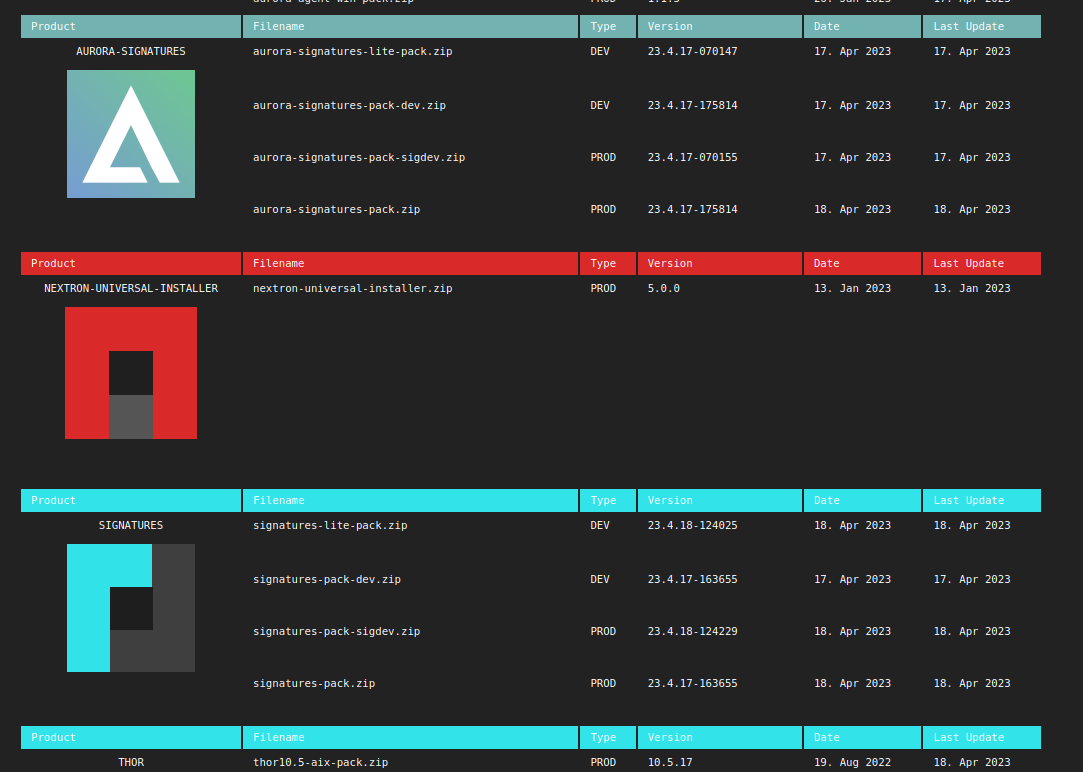 Product Filename Type Version Date Last Update
AURORA-SIGNATURES aurora-signatures-lite-pack.zip DEV 23.4.17-070147 17. Apr 2023 17. Apr 2023
aurora-signatures-pack-dev.zip DEV 23.4.17-175814 17. Apr 2023 17. Apr 2023
aurora-signatures-pack-sigdev.zip PROD 23.4.17-070155 17. Apr 2023 17. Apr 2023
aurora-signatures-pack.zip PROD 23.4.17-175814 18. Apr 2023 18. Apr 2023
Product Filename Type Version Date Last Update
NEXTRON-UNIVERSAL-INSTALLER nextron-universal-installer.zip PROD 5.0.0 13. Jan 2023 13. Jan 2023
Product Filename Type Version Date Last Update
SIGNATURES signatures-lite-pack.zip DEV 23.4.18-124025 18. Apr 2023 18. Apr 2023
signatures-pack-dev.zip DEV 23.4.17-163655 17. Apr 2023 17. Apr 2023
signatures-pack-sigdev.zip PROD 23.4.18-124229 18. Apr 2023 18. Apr 2023
signatures-pack.zip PROD 23.4.17-163655 18. Apr 2023 18. Apr 2023
Product Filename Type Version Date Last Update
THOR thor10.5-aix-pack.zip PROD 10.5.17 19. Aug 2022 18. Apr 2023